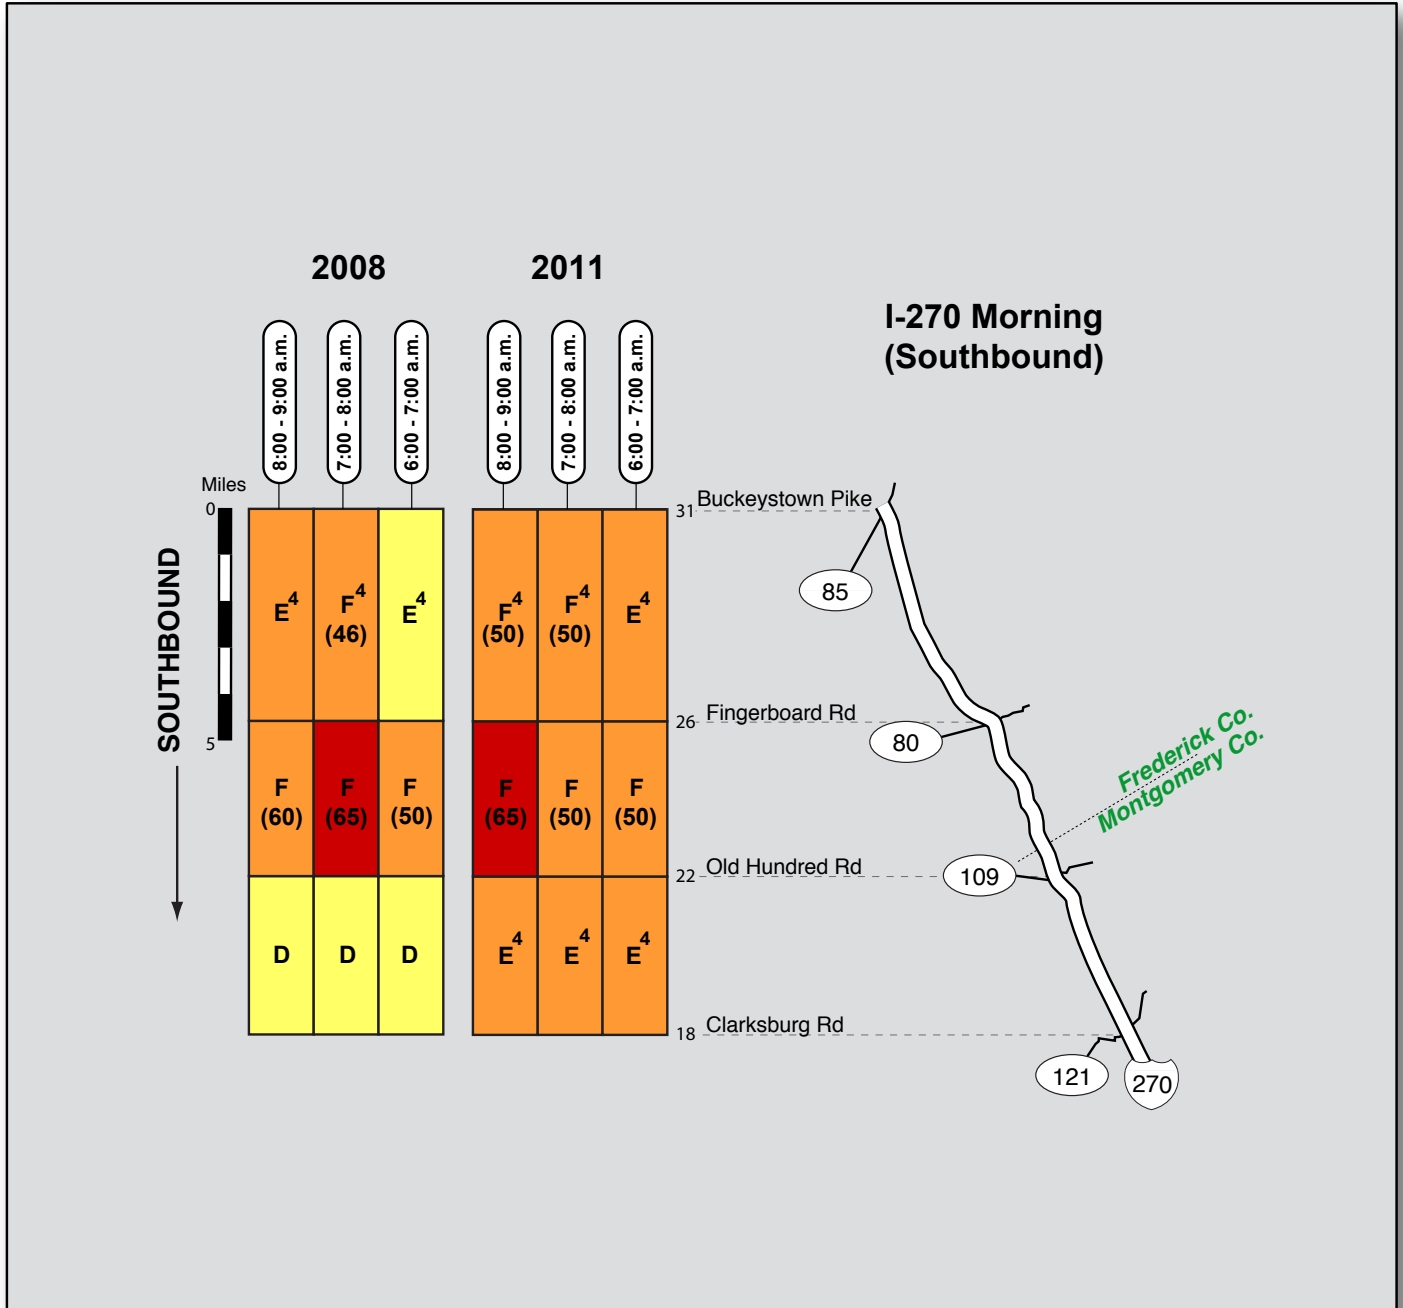 2008
2011
I-270 Morning
(Southbound)
8:00 - 9:00 a.m.
7:00 - 8:00 a.m.
6:00 - 7:00 a.m.
8:00 - 9:00 a.m.
7:00 - 8:00 a.m.
6:00 - 7:00 a.m.
Miles
0
5
SOUTHBOUND
E4
F4
(46)
E4
F4
(50)
F4
(50)
E4
31
Buckeystown Pike
85
F
(60)
F
(65)
F
(50)
F
(65)
F
(50)
F
(50)
26
Fingerboard Rd
80
Frederick Co.
Montgomery Co.
D
D
D
E4
E4
E4
22
Old Hundred Rd
109
18
Clarksburg Rd
121
270